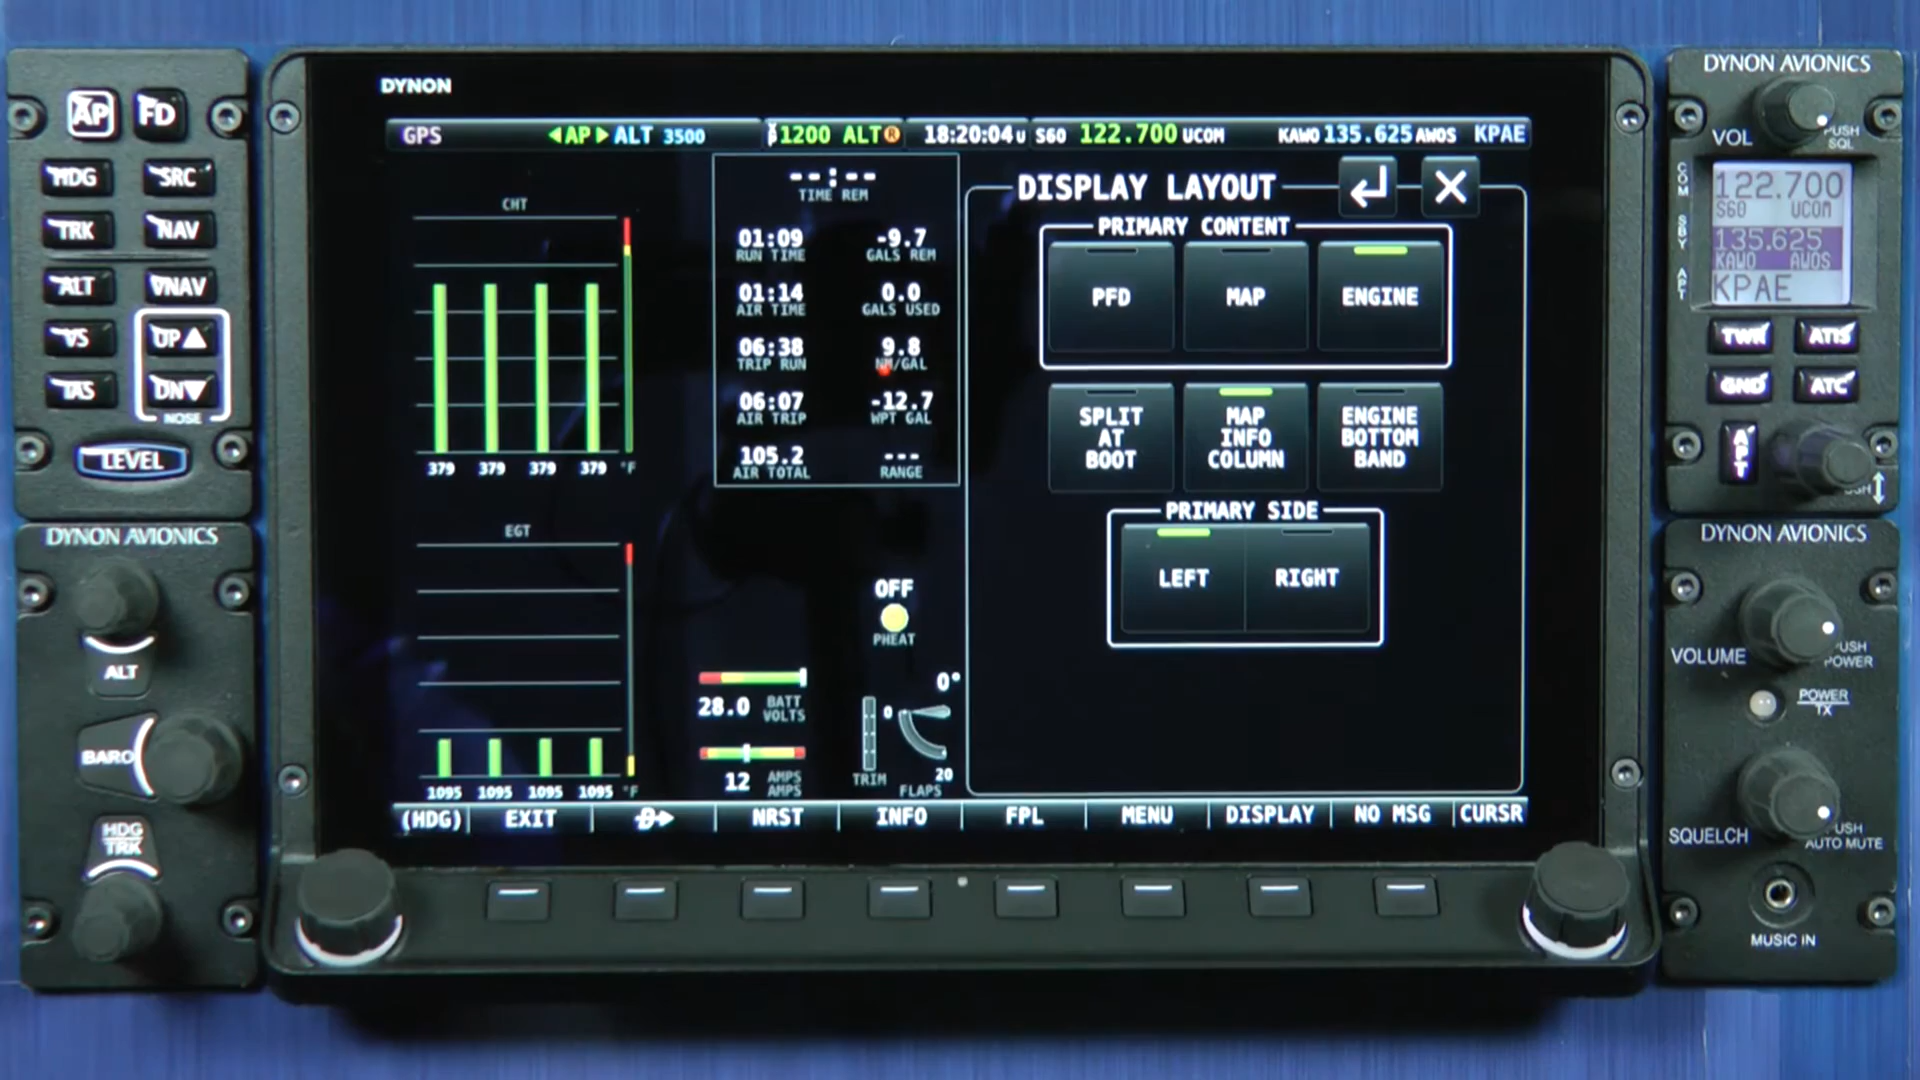 DYNON
AP FD
HDG SRC
TRK NAV
ALT VNAV
VS UP▲
IAS DN▼
NOSE
LEVEL
DYNON AVIONICS
ALT
BARO
HDG
TRK
GPS ◀AP▶ ALT 3500 1200 ALT R 18:20:04U S60 122.700 UCOM KAWO 135.625 AWOS KPAE
CHT
379 379 379 379 °F
EGT
1095 1095 1095 1095 °F
--:--
TIME REM
01:09 -9.7
RUN TIME GALS REM
01:14 0.0
AIR TIME GALS USED
06:38 9.8
TRIP RUN NM/GAL
06:07 -12.7
AIR TRIP WPT GAL
105.2 ---
AIR TOTAL RANGE
OFF
PHEAT
28.0 BATT
VOLTS
12 AMPS
AMPS
0°
0
20
TRIM FLAPS
DISPLAY LAYOUT
PRIMARY CONTENT
PFD MAP ENGINE
SPLIT
AT
BOOT
MAP
INFO
COLUMN
ENGINE
BOTTOM
BAND
PRIMARY SIDE
LEFT RIGHT
(HDG) EXIT NRST INFO FPL MENU DISPLAY NO MSG CURSR
DYNON AVIONICS
VOL
PUSH
SQL
COM
SBY
APT
122.700
S60 UCOM
135.625
KAWO AWOS
KPAE
TWR ATIS
GND ATC
APT
DYNON AVIONICS
VOLUME
PUSH
POWER
POWER
TX
SQUELCH
PUSH
AUTO MUTE
MUSIC IN